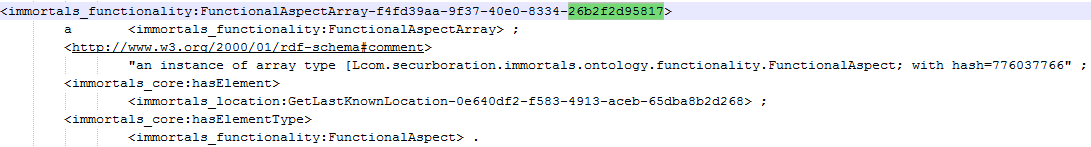 <immortals_functionality:FunctionalAspectArray-f4fd39aa-9f37-40e0-8334-26b2f2d95817>
a <immortals_functionality:FunctionalAspectArray> ;
<http://www.w3.org/2000/01/rdf-schema#comment>
"an instance of array type [Lcom.securboration.immortals.ontology.functionality.FunctionalAspect; with hash=776037766" ;
<immortals_core:hasElement>
<immortals_location:GetLastKnownLocation-0e640df2-f583-4913-aceb-65dba8b2d268> ;
<immortals_core:hasElementType>
<immortals_functionality:FunctionalAspect> .